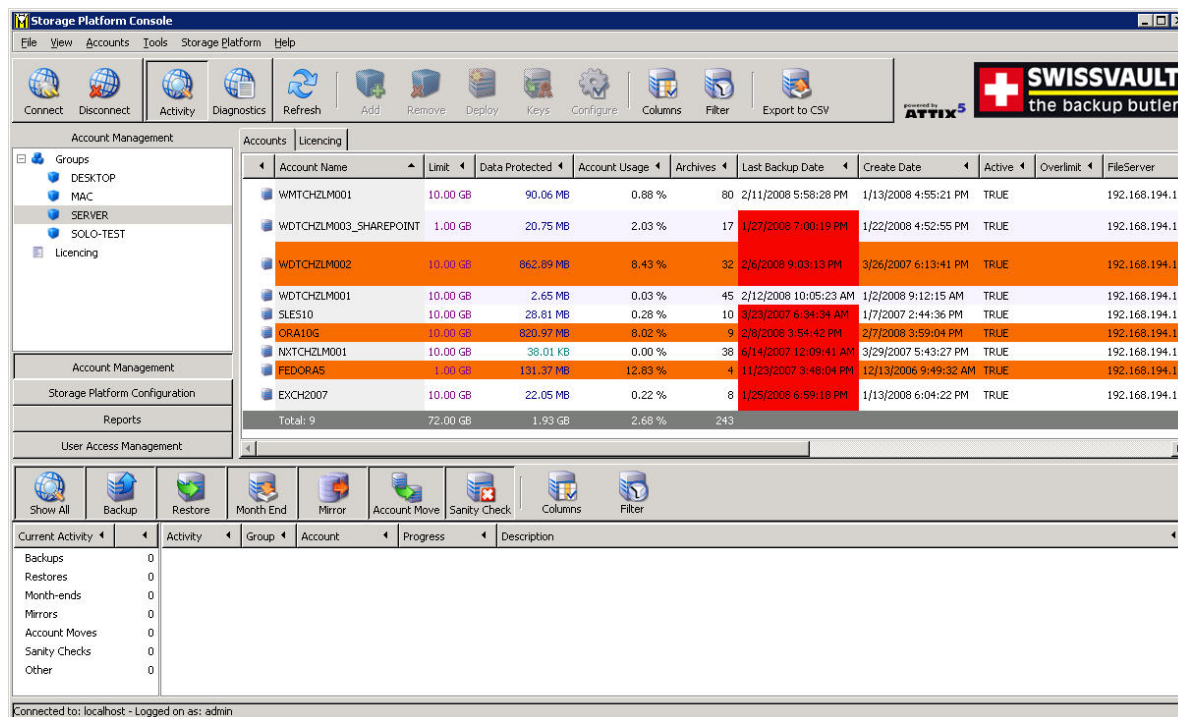 Storage Platform Console
File View Accounts Tools Storage Platform Help
Connect Disconnect Activity Diagnostics Refresh Add Remove Deploy Keys Configure Columns Filter Export to CSV
powered by ATTIX5
SWISSVAULT
the backup butler
Account Management
Groups
DESKTOP
MAC
SERVER
SOLO-TEST
Licencing
Account Management
Storage Platform Configuration
Reports
User Access Management
Accounts Licencing
Account Name Limit Data Protected Account Usage Archives Last Backup Date Create Date Active Overlimit FileServer
WMTCHZLM001 10.00 GB 90.06 MB 0.88 % 80 2/11/2008 5:58:28 PM 1/13/2008 4:55:21 PM TRUE 192.168.194.1
WDTCHZLM003_SHAREPOINT 1.00 GB 20.75 MB 2.03 % 17 1/27/2008 7:00:19 PM 1/22/2008 4:52:55 PM TRUE 192.168.194.1
WDTCHZLM002 10.00 GB 862.89 MB 8.43 % 32 2/6/2008 9:03:13 PM 3/26/2007 6:13:41 PM TRUE 192.168.194.1
WDTCHZLM001 10.00 GB 2.65 MB 0.03 % 45 2/12/2008 10:05:23 AM 1/2/2008 9:12:15 AM TRUE 192.168.194.1
SLES10 10.00 GB 28.81 MB 0.28 % 10 3/23/2007 6:34:34 AM 1/7/2007 2:44:36 PM TRUE 192.168.194.1
ORA10G 10.00 GB 820.97 MB 8.02 % 9 2/8/2008 3:54:42 PM 2/7/2008 3:59:04 PM TRUE 192.168.194.1
NXTCHZLM001 10.00 GB 38.01 KB 0.00 % 38 6/14/2007 12:09:41 AM 3/29/2007 5:43:27 PM TRUE 192.168.194.1
FEDORA5 1.00 GB 131.37 MB 12.83 % 4 11/23/2007 3:48:04 PM 12/13/2006 9:49:32 AM TRUE 192.168.194.1
EXCH2007 10.00 GB 22.05 MB 0.22 % 8 1/25/2008 6:59:18 PM 1/13/2008 6:04:22 PM TRUE 192.168.194.1
Total: 9 72.00 GB 1.93 GB 2.68 % 243
Show All Backup Restore Month End Mirror Account Move Sanity Check Columns Filter
Current Activity Activity Group Account Progress Description
Backups 0
Restores 0
Month-ends 0
Mirrors 0
Account Moves 0
Sanity Checks 0
Other 0
Connected to: localhost - Logged on as: admin